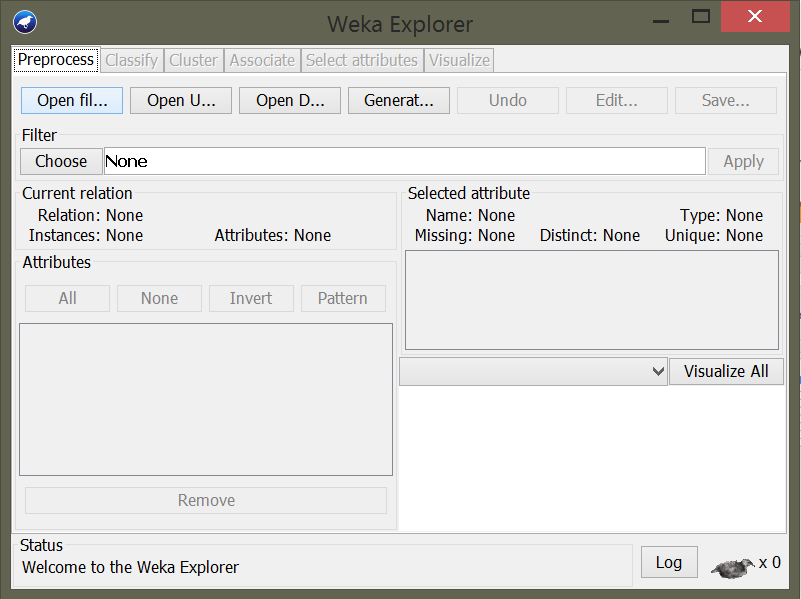 Weka Explorer
Preprocess Classify Cluster Associate Select attributes Visualize
Open fil... Open U... Open D... Generat... Undo Edit... Save...
Filter
Choose None Apply
Current relation
Relation: None
Instances: None Attributes: None
Attributes
All None Invert Pattern
Remove
Selected attribute
Name: None Type: None
Missing: None Distinct: None Unique: None
Visualize All
Status
Welcome to the Weka Explorer
Log x 0